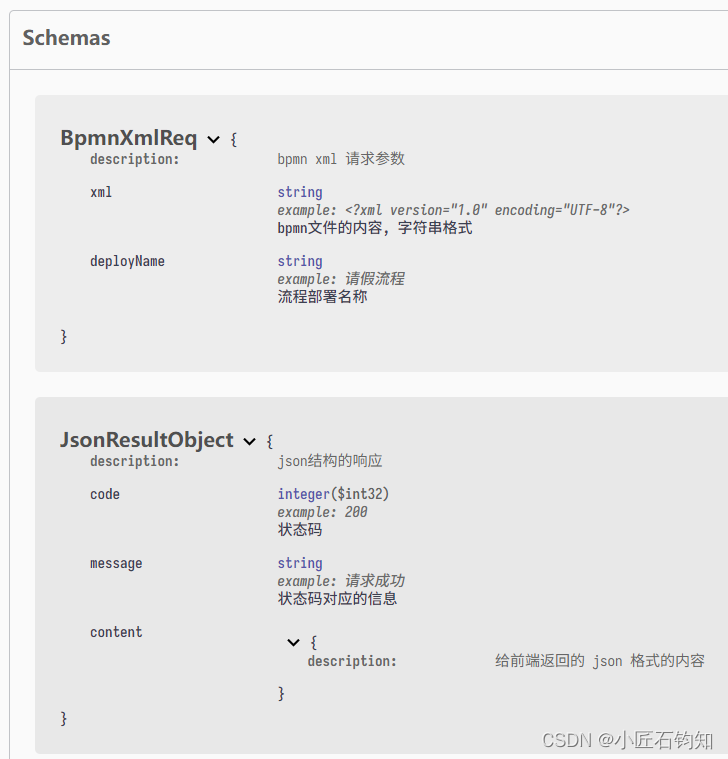 Schemas
BpmnXmlReq {
description: bpmn xml 请求参数
xml string
example: <?xml version="1.0" encoding="UTF-8"?>
bpmn文件的内容，字符串格式
deployName string
example: 请假流程
流程部署名称
}
JsonResultObject {
description: json结构的响应
code integer($int32)
example: 200
状态码
message string
example: 请求成功
状态码对应的信息
content {
description: 给前端返回的 json 格式的内容
}
}
CSDN @小匠石钧知